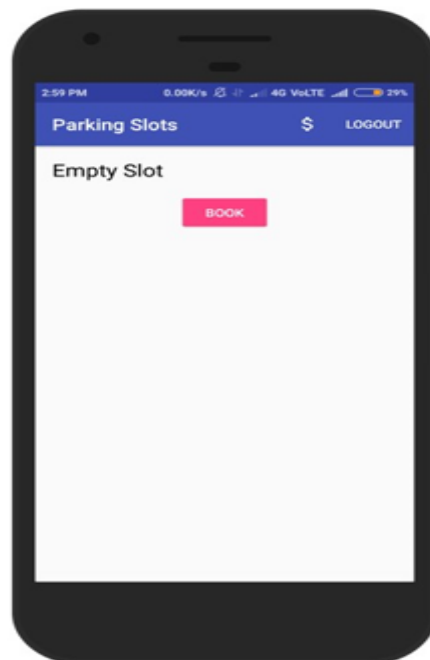 2:59 PM 0.00K/s 4G VoLTE 29%
Parking Slots $ LOGOUT
Empty Slot
BOOK